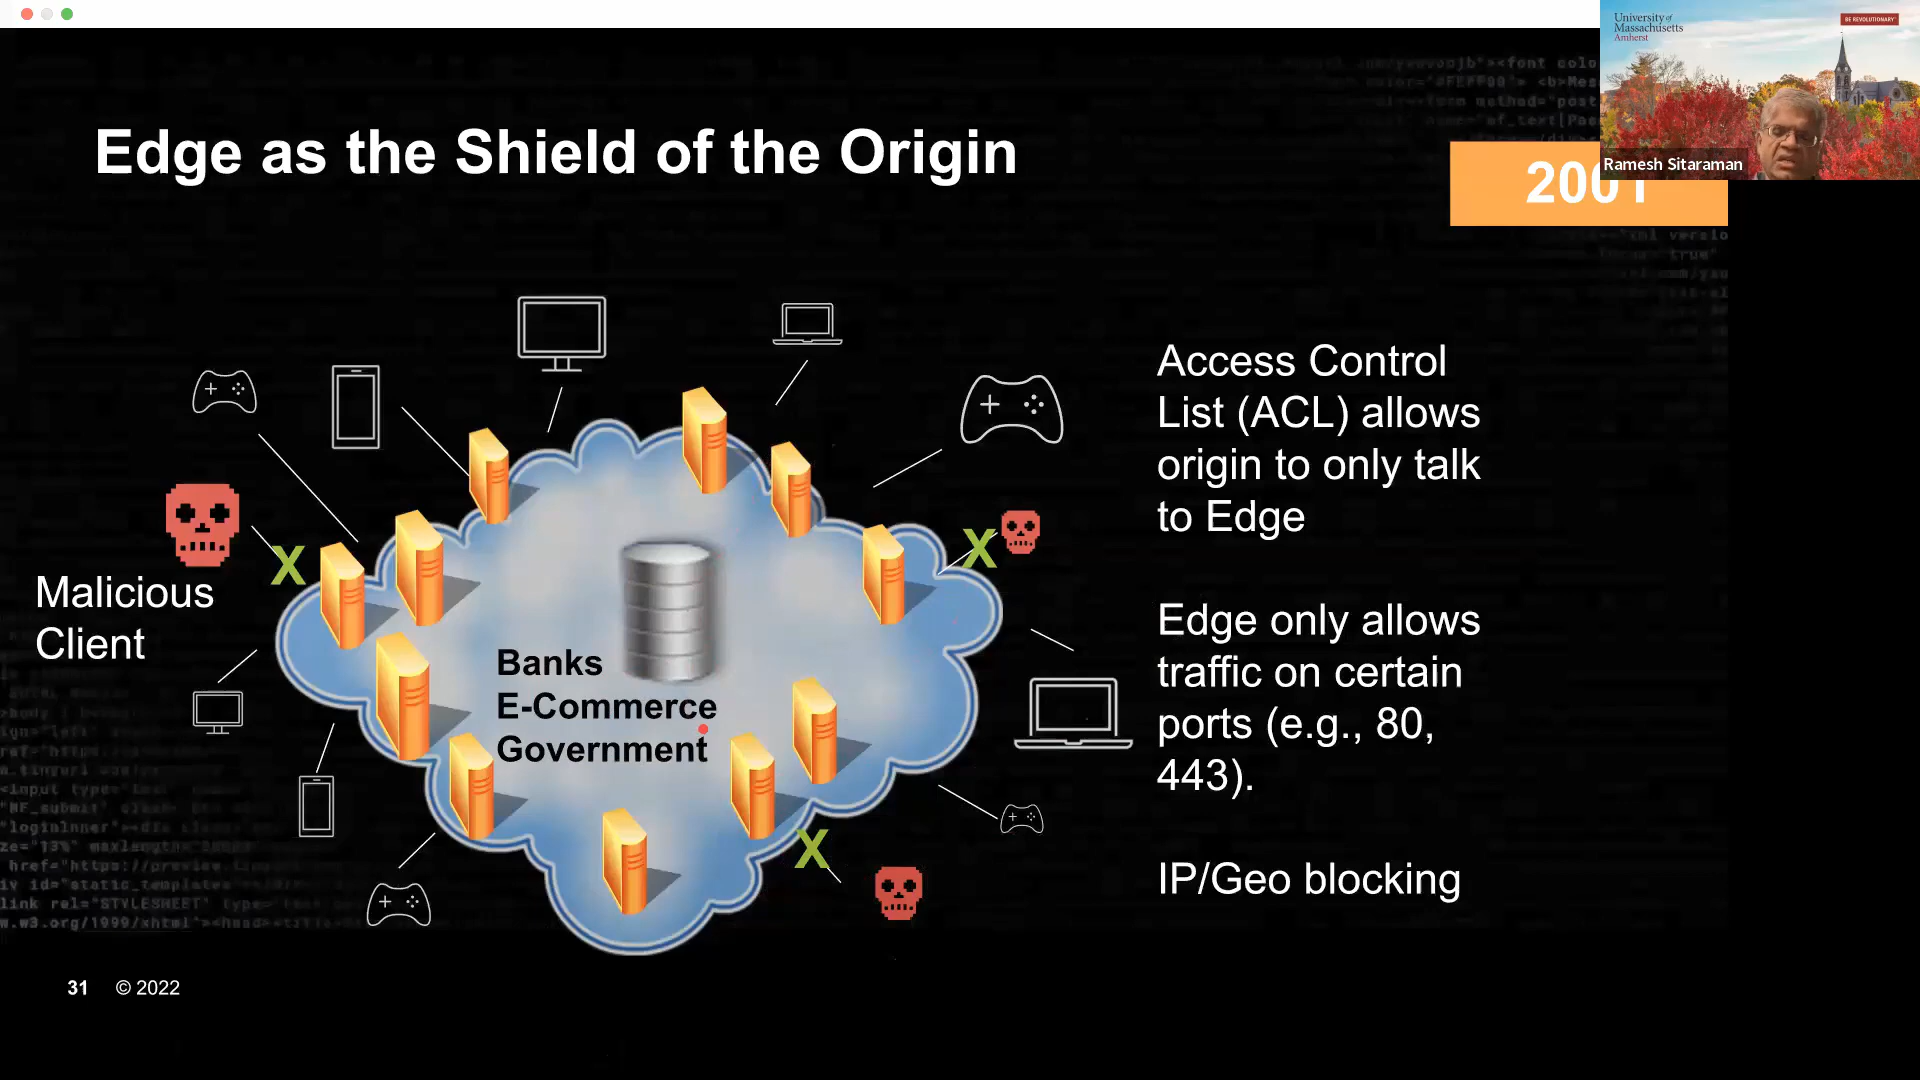 University of
Massachusetts
Amherst
BE REVOLUTIONARY
Ramesh Sitaraman
Edge as the Shield of the Origin
2001
Access Control
List (ACL) allows
origin to only talk
to Edge
Edge only allows
traffic on certain
ports (e.g., 80,
443).
IP/Geo blocking
X
X
X
Malicious
Client
Banks
E-Commerce
Government
31 © 2022